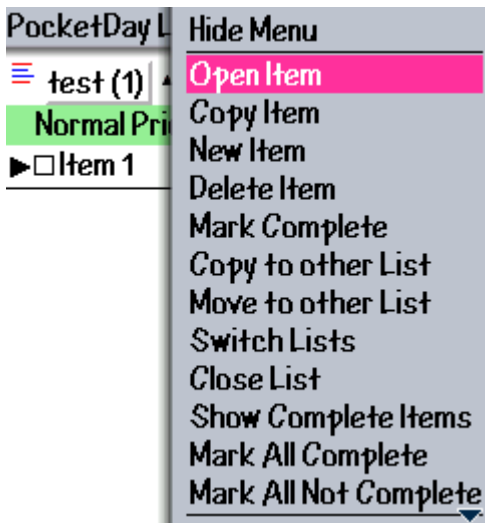 PocketDay L
test (1)
Normal Pri
Item 1
Hide Menu
Open Item
Copy Item
New Item
Delete Item
Mark Complete
Copy to other List
Move to other List
Switch Lists
Close List
Show Complete Items
Mark All Complete
Mark All Not Complete